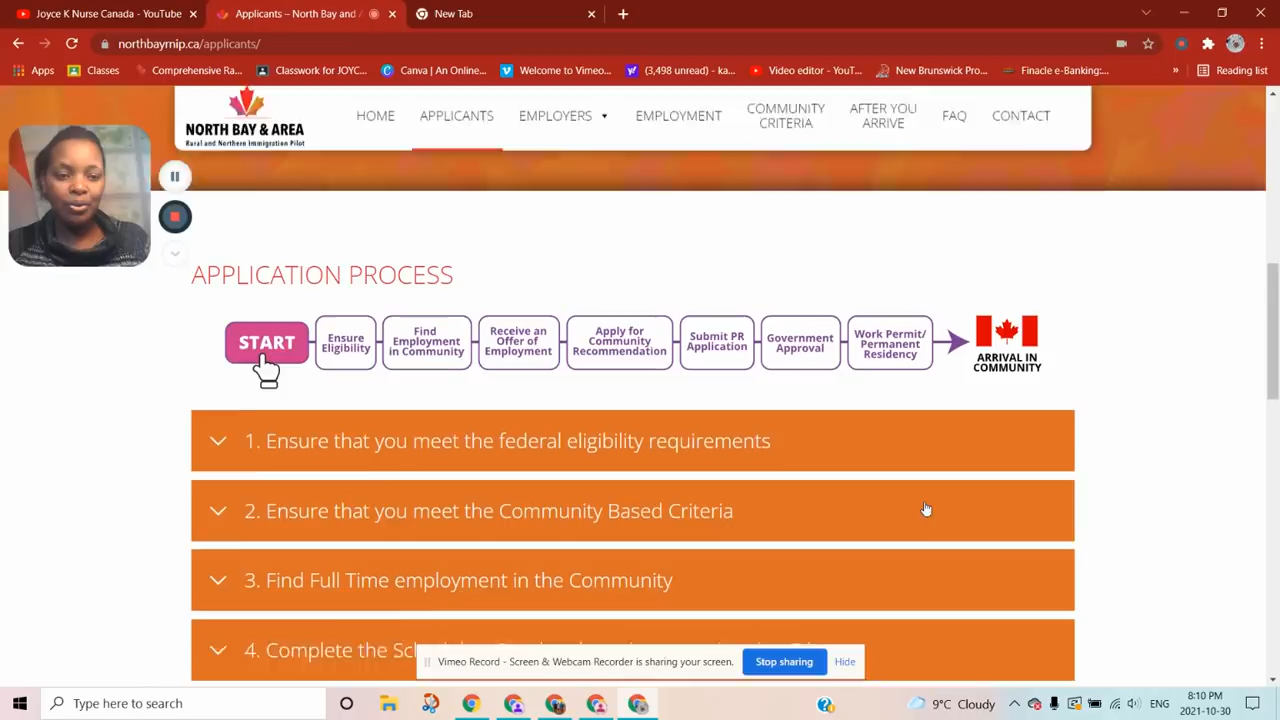 Joyce K Nurse Canada - YouTube
Applicants – North Bay and
New Tab
northbayrnip.ca/applicants/
Apps
Classes
Comprehensive Ra...
Classwork for JOYC...
Canva | An Online...
Welcome to Vimeo...
(3,498 unread) - ka...
Video editor - YouT...
New Brunswick Pro...
Finacle e-Banking:...
»
Reading list
NORTH BAY & AREA
Rural and Northern Immigration Pilot
HOME
APPLICANTS
EMPLOYERS
EMPLOYMENT
COMMUNITY
CRITERIA
AFTER YOU
ARRIVE
FAQ
CONTACT
APPLICATION PROCESS
START
Ensure
Eligibility
Find
Employment
in Community
Receive an
Offer of
Employment
Apply for
Community
Recommendation
Submit PR
Application
Government
Approval
Work Permit/
Permanent
Residency
ARRIVAL IN
COMMUNITY
1. Ensure that you meet the federal eligibility requirements
2. Ensure that you meet the Community Based Criteria
3. Find Full Time employment in the Community
4. Complete the
Vimeo Record - Screen & Webcam Recorder is sharing your screen.
Stop sharing
Hide
Type here to search
9°C Cloudy
ENG
8:10 PM
2021-10-30